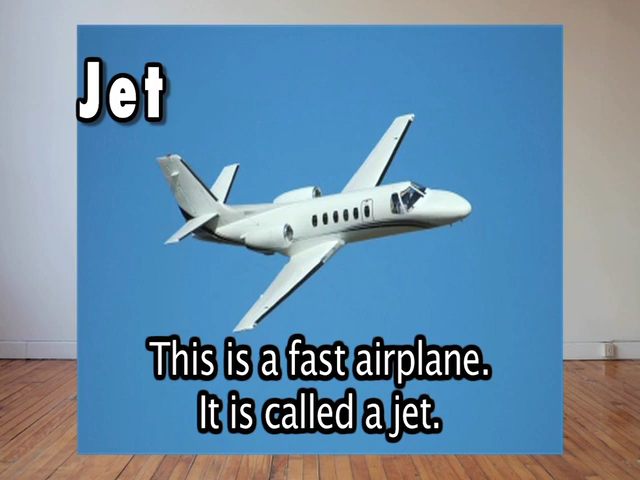 Jet
This is a fast airplane.
It is called a jet.